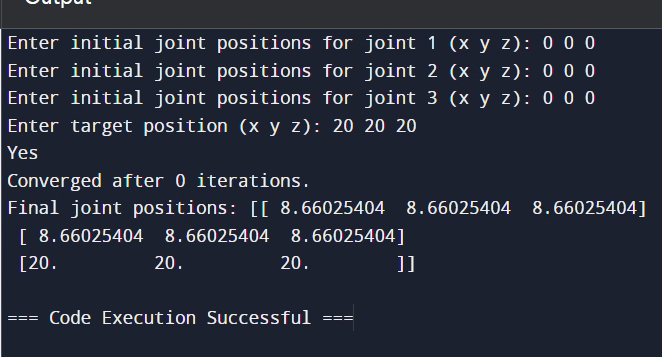 Output
Enter initial joint positions for joint 1 (x y z): 0 0 0
Enter initial joint positions for joint 2 (x y z): 0 0 0
Enter initial joint positions for joint 3 (x y z): 0 0 0
Enter target position (x y z): 20 20 20
Yes
Converged after 0 iterations.
Final joint positions: [[ 8.66025404  8.66025404  8.66025404]
 [ 8.66025404  8.66025404  8.66025404]
 [20.         20.         20.        ]]
=== Code Execution Successful ===